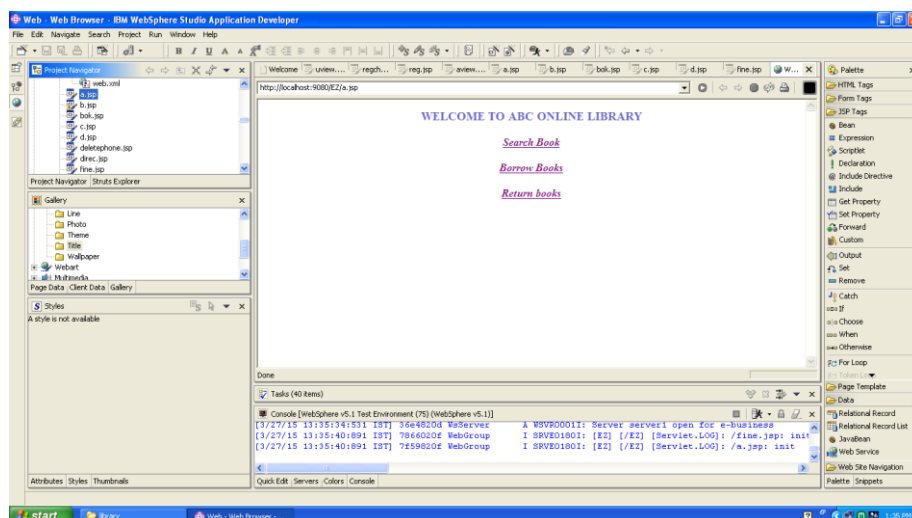 Web - Web Browser - IBM WebSphere Studio Application Developer
File Edit Navigate Search Project Run Window Help
Project Navigator
web.xml
a.jsp
b.jsp
bok.jsp
c.jsp
d.jsp
deletephone.jsp
direc.jsp
fine.jsp
Project Navigator Struts Explorer
Gallery
Line
Photo
Theme
Title
Wallpaper
Webart
Multimedia
Page Data Client Data Gallery
Styles
A style is not available
Attributes Styles Thumbnails
Welcome uview.... regch... reg.jsp aview.... a.jsp b.jsp bok.jsp c.jsp d.jsp fine.jsp W...
http://localhost:9080/EZ/a.jsp
WELCOME TO ABC ONLINE LIBRARY
Search Book
Borrow Books
Return books
Done
Tasks (40 items)
Console [WebSphere v5.1 Test Environment (75) (WebSphere v5.1)]
[3/27/15 13:35:34:531 IST] 36e4820d WsServer A WSVR0001I: Server server1 open for e-business
[3/27/15 13:35:40:891 IST] 7866020f WebGroup I SRVE0180I: [EZ] [/EZ] [Servlet.LOG]: /fine.jsp: init
[3/27/15 13:35:40:891 IST] 7f59820f WebGroup I SRVE0180I: [EZ] [/EZ] [Servlet.LOG]: /a.jsp: init
Quick Edit Servers Colors Console
Palette
HTML Tags
Form Tags
JSP Tags
Bean
Expression
Scriptlet
Declaration
Include Directive
Include
Get Property
Set Property
Forward
Custom
Output
Set
Remove
Catch
If
Choose
When
Otherwise
For Loop
Page Template
Data
Relational Record
Relational Record List
JavaBean
Web Service
Web Site Navigation
Palette Snippets
start library Web - Web Browser - 1:35 PM